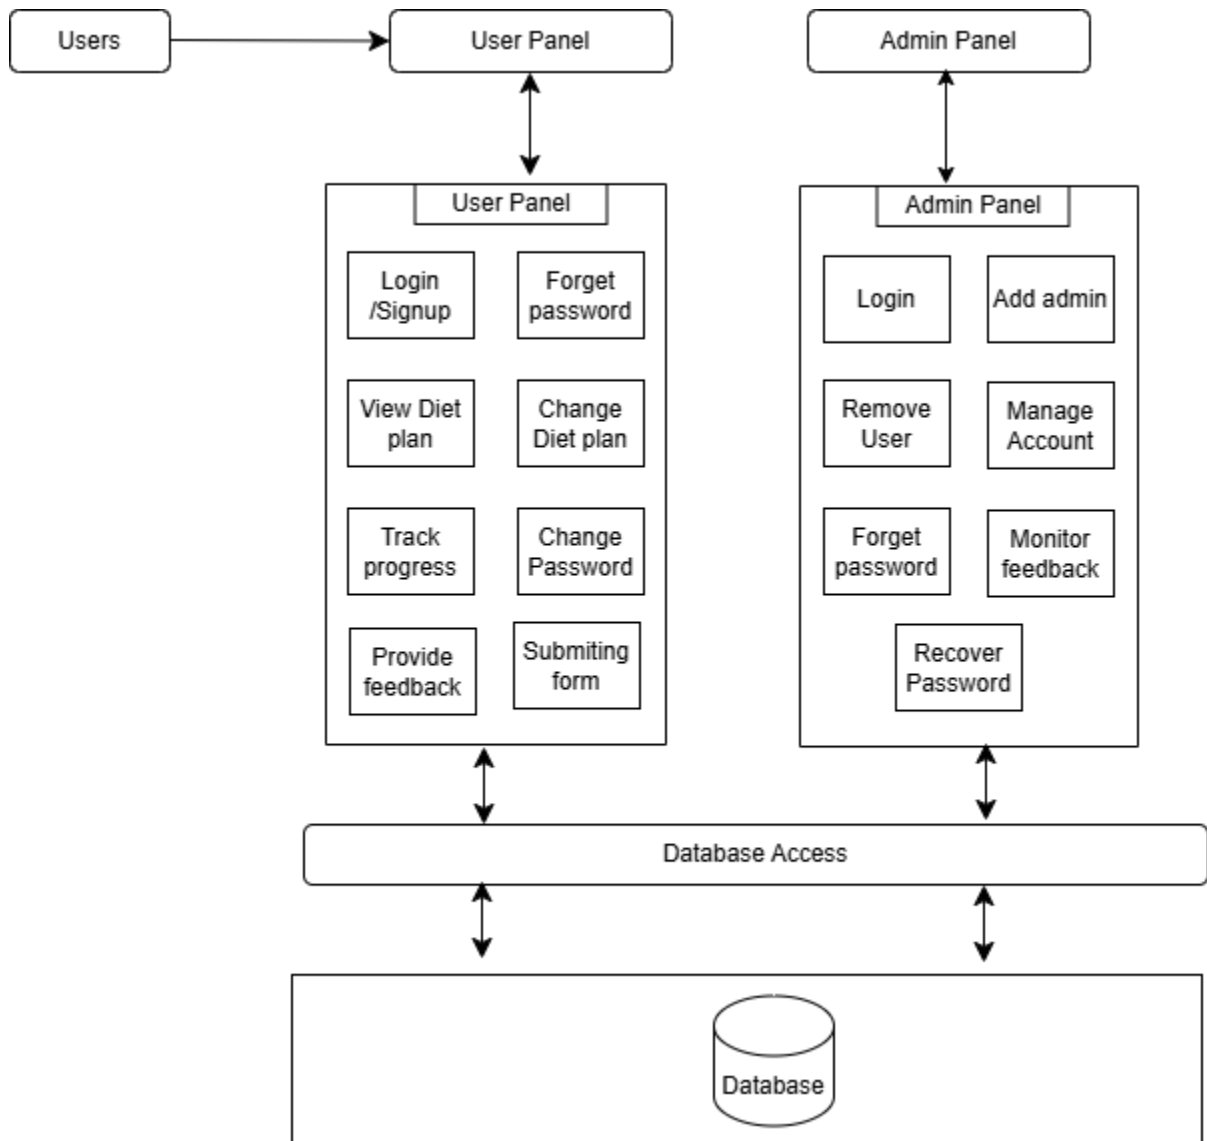 Users
User Panel
Admin Panel
User Panel
Login
/Signup
Forget
password
View Diet
plan
Change
Diet plan
Track
progress
Change
Password
Provide
feedback
Submiting
form
Admin Panel
Login
Add admin
Remove
User
Manage
Account
Forget
password
Monitor
feedback
Recover
Password
Database Access
Database